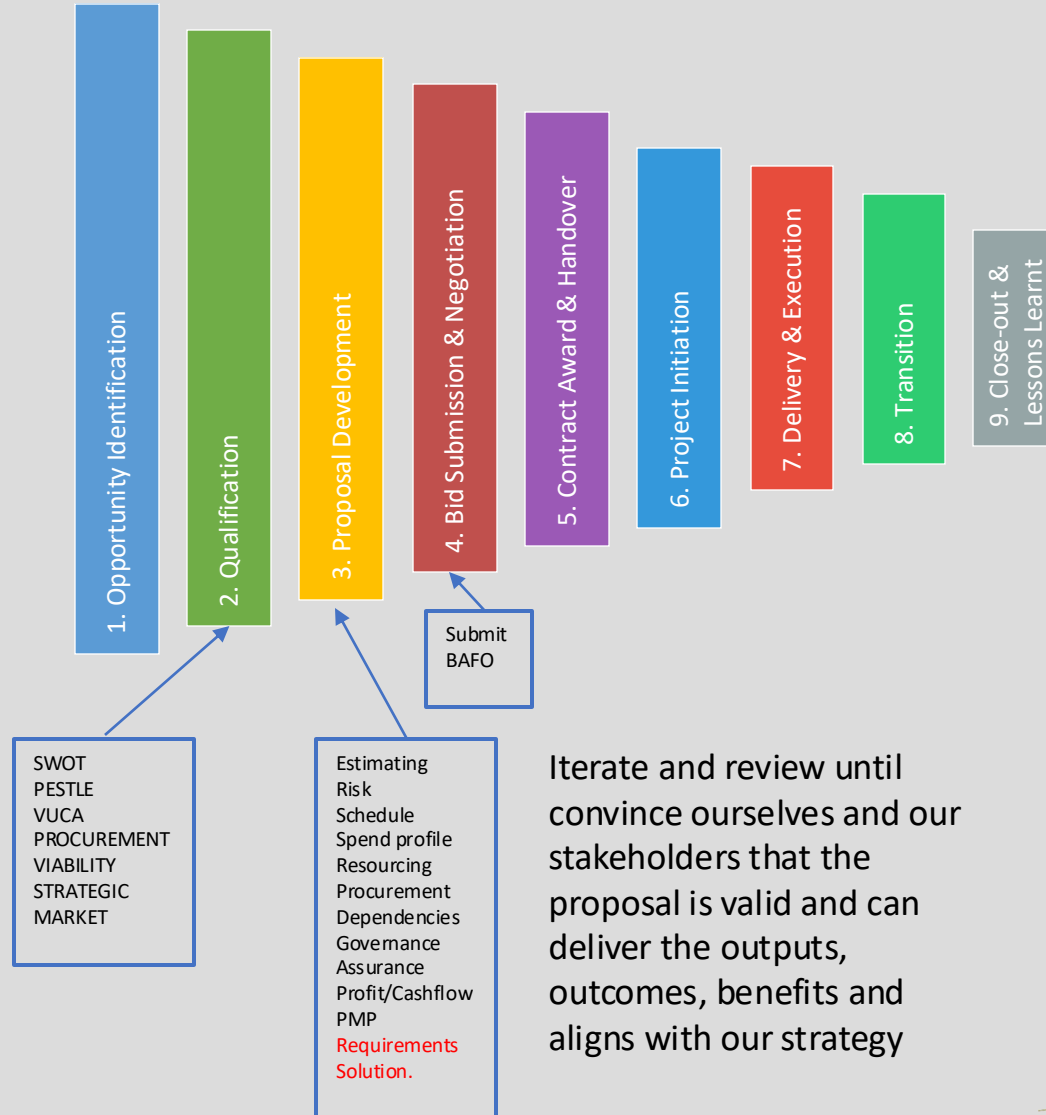 1. Opportunity Identification
2. Qualification
3. Proposal Development
4. Bid Submission & Negotiation
5. Contract Award & Handover
6. Project Initiation
7. Delivery & Execution
8. Transition
9. Close-out &
Lessons Learnt
Submit
BAFO
SWOT
PESTLE
VUCA
PROCUREMENT
VIABILITY
STRATEGIC
MARKET
Estimating
Risk
Schedule
Spend profile
Resourcing
Procurement
Dependencies
Governance
Assurance
Profit/Cashflow
PMP
Requirements
Solution.
Iterate and review until
convince ourselves and our
stakeholders that the
proposal is valid and can
deliver the outputs,
outcomes, benefits and
aligns with our strategy